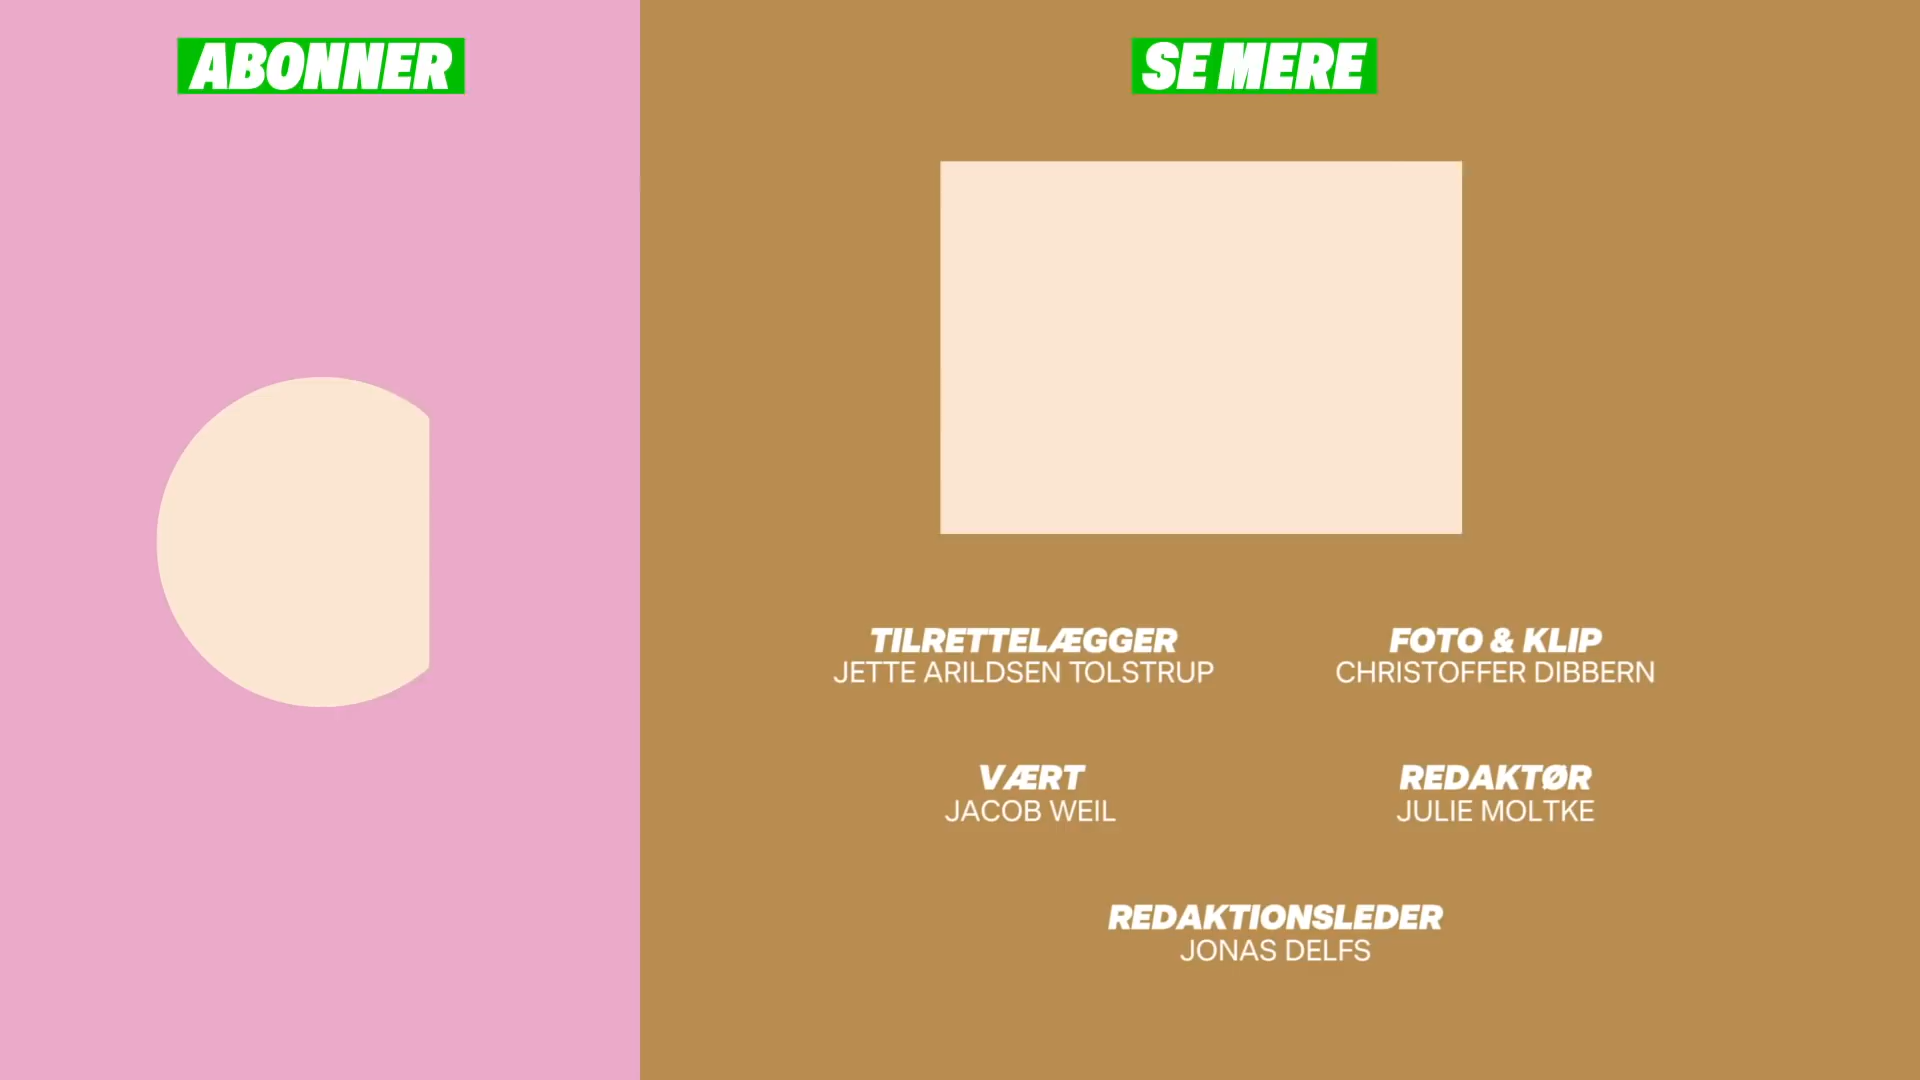 ABONNER
SE MERE
TILRETTELÆGGER
JETTE ARILDSEN TOLSTRUP
FOTO & KLIP
CHRISTOFFER DIBBERN
VÆRT
JACOB WEIL
REDAKTØR
JULIE MOLTKE
REDAKTIONSLEDER
JONAS DELFS